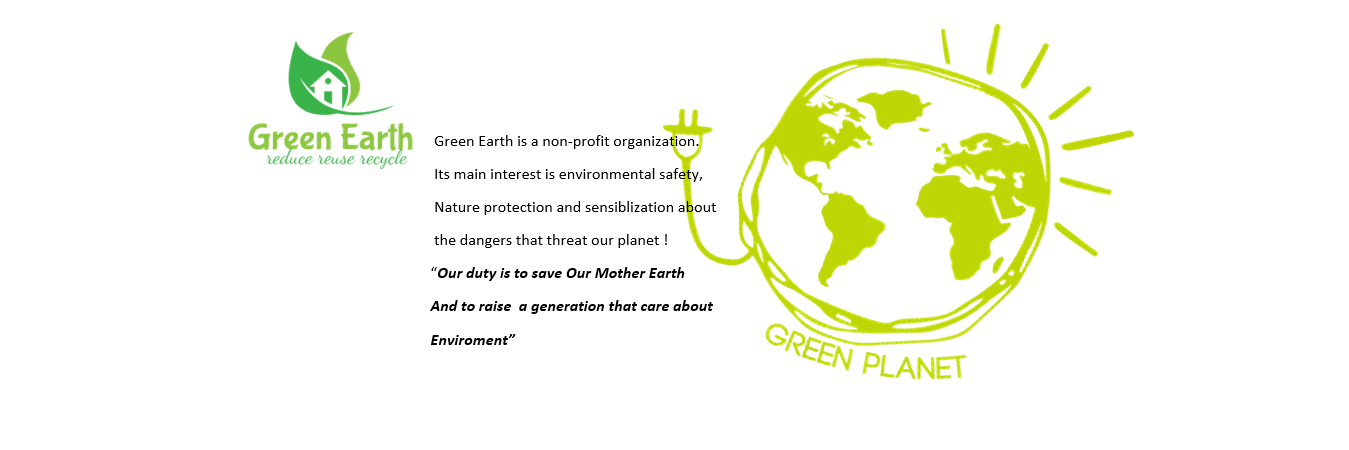 Green Earth
reduce reuse recycle
Green Earth is a non-profit organization.
Its main interest is environmental safety,
Nature protection and sensiblization about
the dangers that threat our planet !
“Our duty is to save Our Mother Earth
And to raise  a generation that care about
Enviroment”
GREEN PLANET